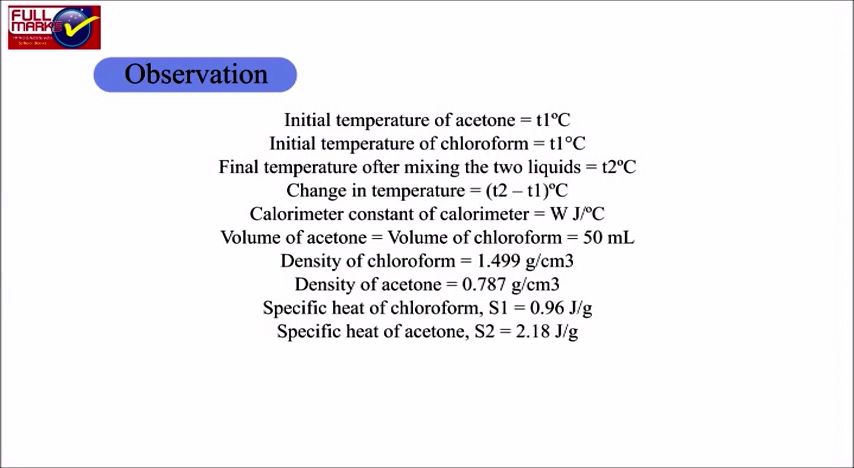 FULL
MARKS
School Books
Observation
Initial temperature of acetone = t1ºC
Initial temperature of chloroform = t1°C
Final temperature ofter mixing the two liquids = t2ºC
Change in temperature = (t2 – t1)ºC
Calorimeter constant of calorimeter = W J/ºC
Volume of acetone = Volume of chloroform = 50 mL
Density of chloroform = 1.499 g/cm3
Density of acetone = 0.787 g/cm3
Specific heat of chloroform, S1 = 0.96 J/g
Specific heat of acetone, S2 = 2.18 J/g